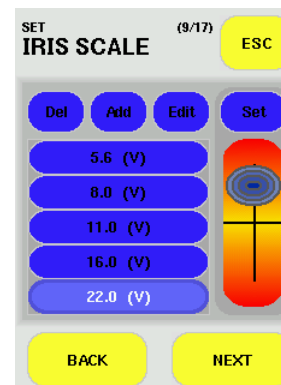 SET (9/17)
IRIS SCALE
ESC
Del Add Edit Set
5.6 (V)
8.0 (V)
11.0 (V)
16.0 (V)
22.0 (V)
BACK NEXT